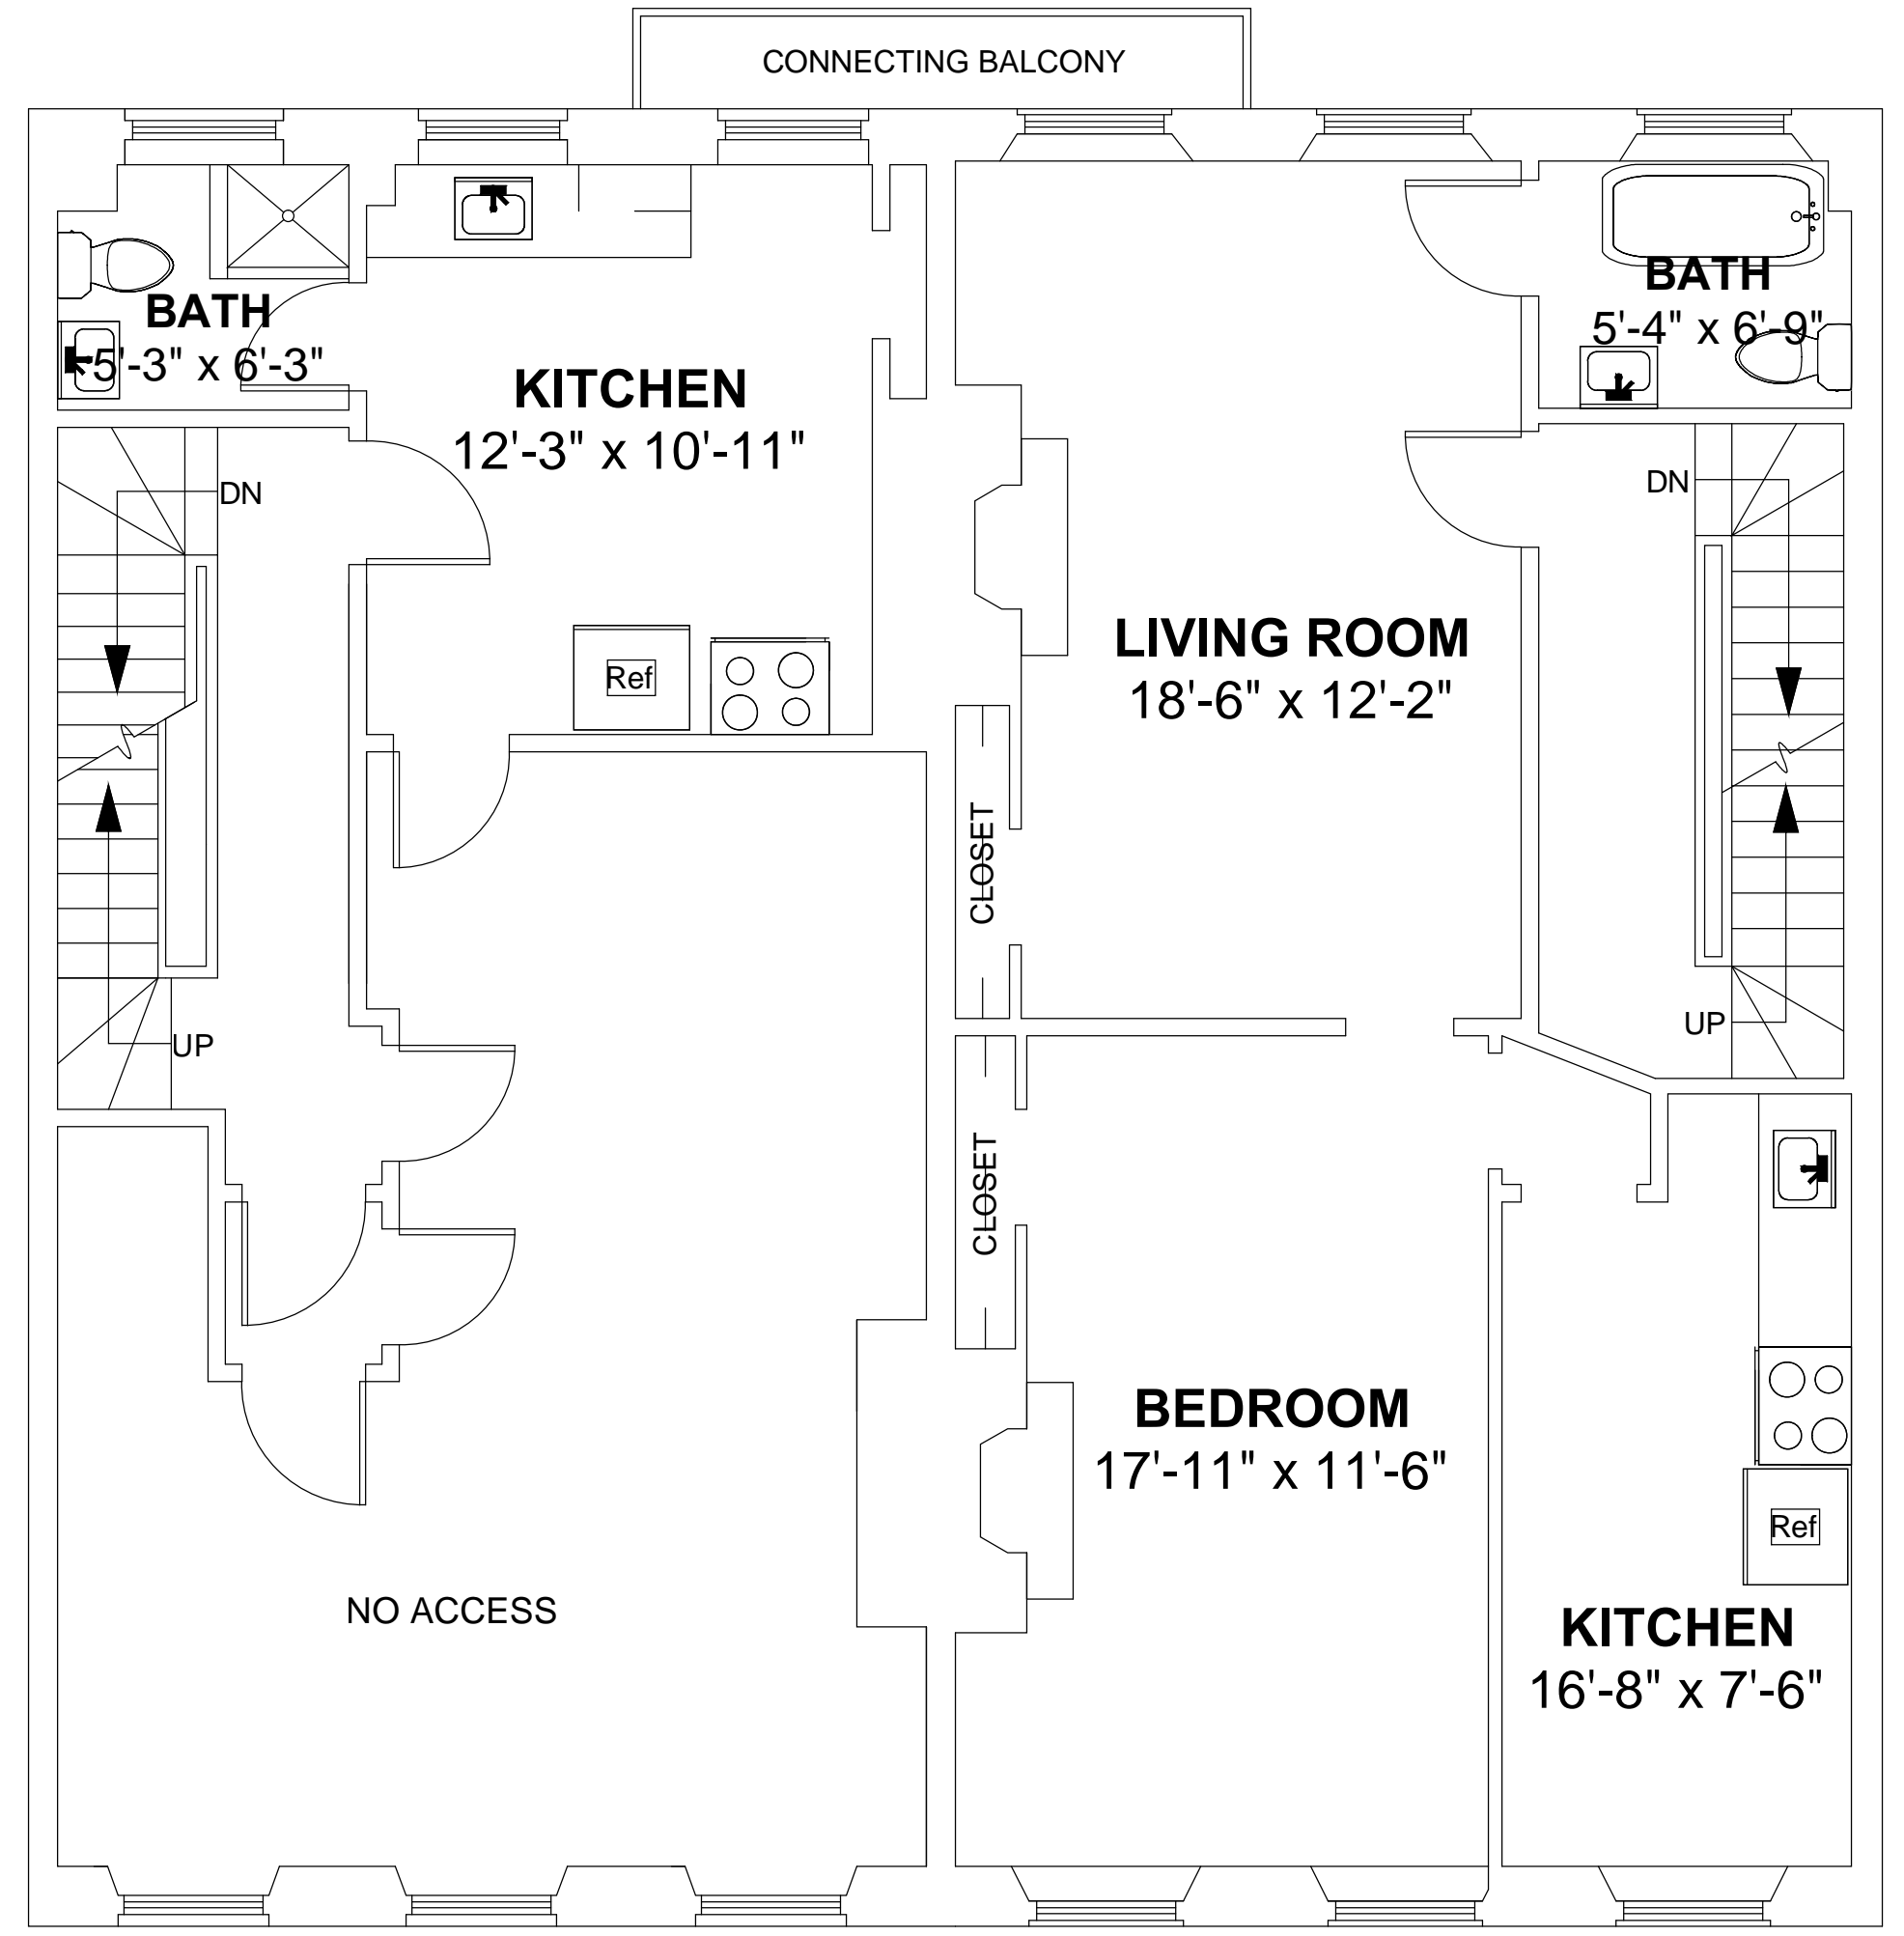 CONNECTING BALCONY
BATH
5'-3" x 6'-3"
KITCHEN
12'-3" x 10'-11"
BATH
5'-4" x 6'-9"
DN
DN
LIVING ROOM
18'-6" x 12'-2"
Ref
CLOSET
UP
UP
CLOSET
BEDROOM
17'-11" x 11'-6"
Ref
NO ACCESS
KITCHEN
16'-8" x 7'-6"